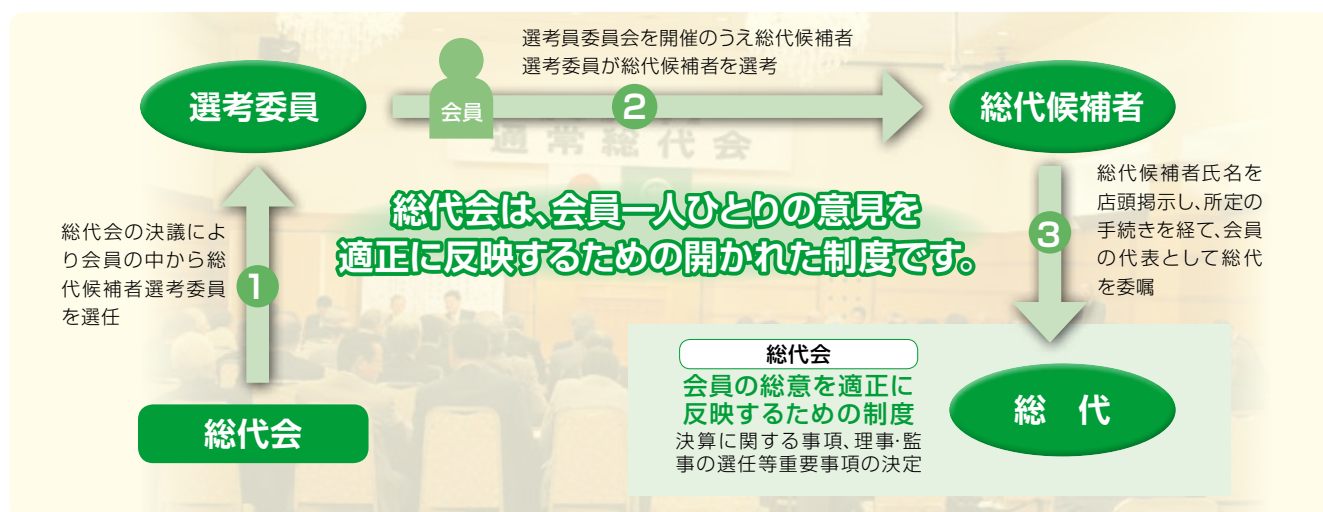 選考員委員会を開催のうえ総代候補者
選考委員が総代候補者を選考
選考委員
会員
2
総代候補者
通常総代会
総代会は、会員一人ひとりの意見を
適正に反映するための開かれた制度です。
総代会の決議によ
り会員の中から総
代候補者選考委員
を選任
1
総代候補者氏名を
店頭掲示し、所定の
手続きを経て、会員
の代表として総代
を委嘱
3
総代会
総代会
会員の総意を適正に
反映するための制度
決算に関する事項、理事・監
事の選任等重要事項の決定
総 代